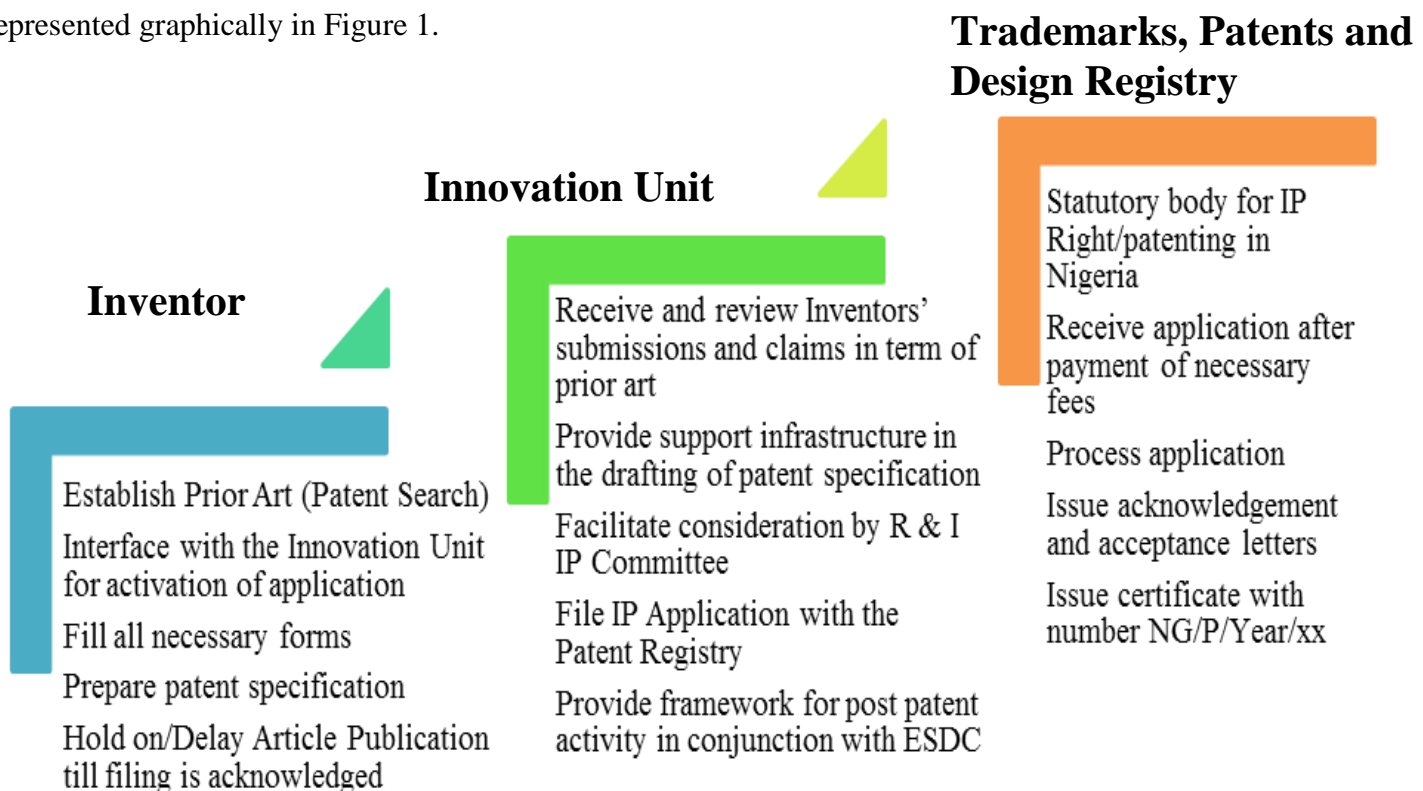 epresented graphically in Figure 1.
Trademarks, Patents and
Design Registry
Innovation Unit
Inventor
Establish Prior Art (Patent Search)
Interface with the Innovation Unit
for activation of application
Fill all necessary forms
Prepare patent specification
Hold on/Delay Article Publication
till filing is acknowledged
Receive and review Inventors’
submissions and claims in term of
prior art
Provide support infrastructure in
the drafting of patent specification
Facilitate consideration by R & I
IP Committee
File IP Application with the
Patent Registry
Provide framework for post patent
activity in conjunction with ESDC
Statutory body for IP
Right/patenting in
Nigeria
Receive application after
payment of necessary
fees
Process application
Issue acknowledgement
and acceptance letters
Issue certificate with
number NG/P/Year/xx